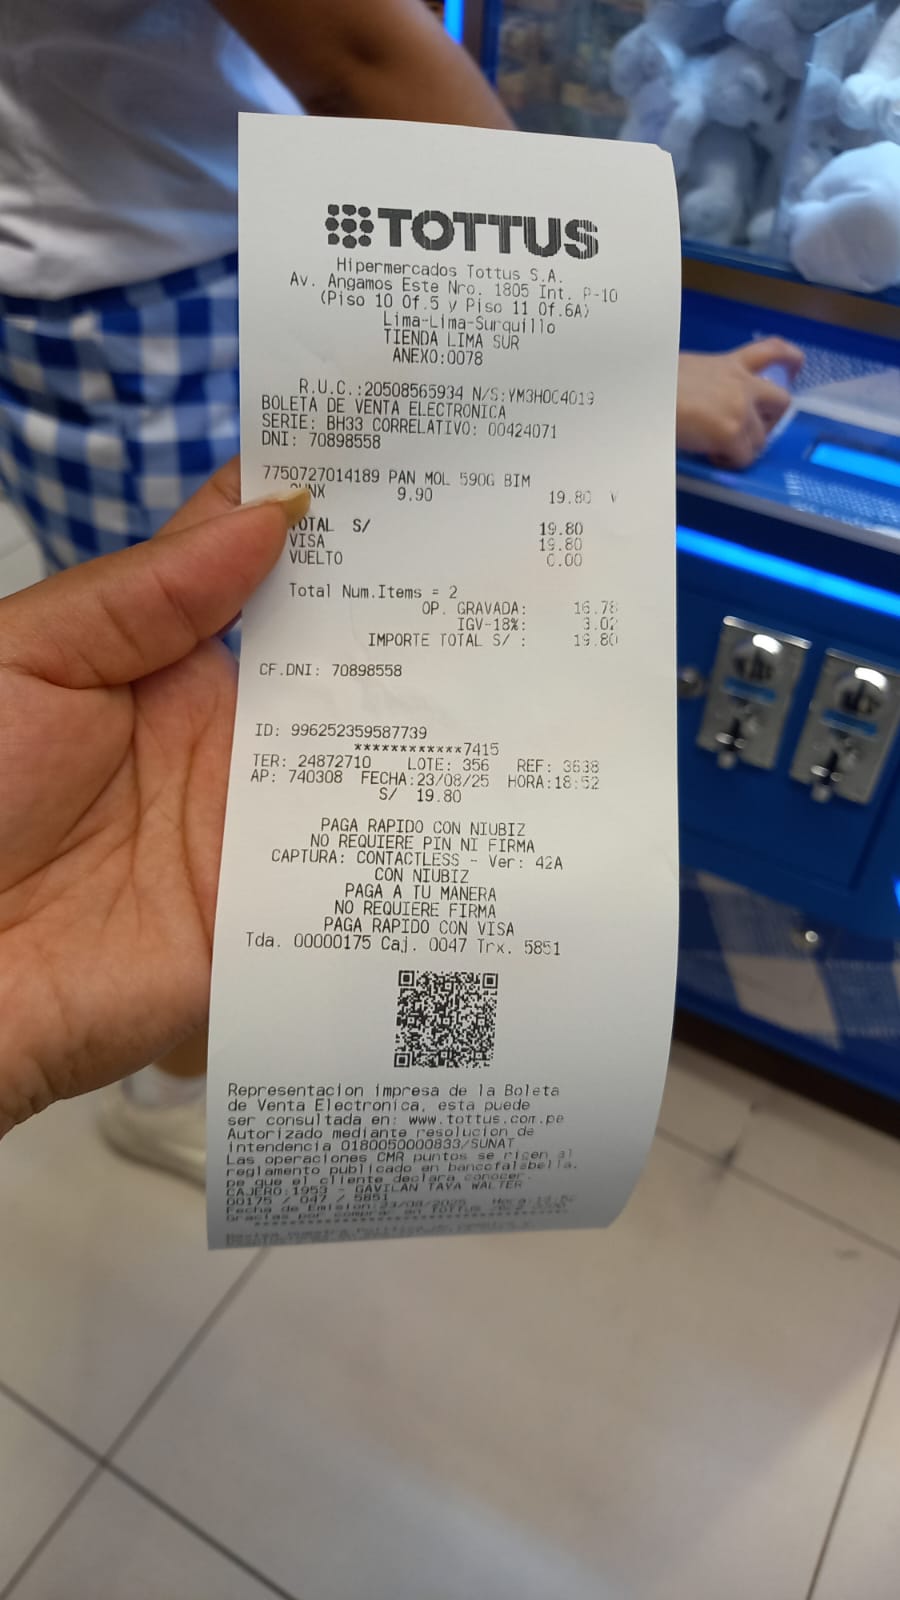 TOTTUS
Hipermercados Tottus S.A.
Av. Angamos Este Nro. 1805 Int. P-10
(Piso 10 Of.5 y Piso 11 Of.6A)
Lima-Lima-Surquillo
TIENDA LIMA SUR
ANEXO:0078
R.U.C.:20508565934 N/S:YM3H0C4019
BOLETA DE VENTA ELECTRONICA
SERIE: BH33 CORRELATIVO: 00424071
DNI: 70898558
7750727014189 PAN MOL 590G BIM
9.90 19.80 V
TOTAL S/ 19.80
VISA 19.80
VUELTO 0.00
Total Num.Items = 2
OP. GRAVADA: 16.78
IGV-18%: 3.02
IMPORTE TOTAL S/ : 19.80
CF.DNI: 70898558
ID: 996252359587739
************7415
TER: 24872710 LOTE: 356 REF: 3638
AP: 740308 FECHA:23/08/25 HORA:18:52
S/ 19.80
PAGA RAPIDO CON NIUBIZ
NO REQUIERE PIN NI FIRMA
CAPTURA: CONTACTLESS - Ver: 42A
CON NIUBIZ
PAGA A TU MANERA
NO REQUIERE FIRMA
PAGA RAPIDO CON VISA
Tda. 00000175 Caj. 0047 Trx. 5851
Representacion impresa de la Boleta
de Venta Electronica, esta puede
ser consultada en: www.tottus.com.pe
Autorizado mediante resolucion de
intendencia 0180050000833/SUNAT
Las operaciones CMR puntos se rigen al
reglamento publicado en bancofalabella.
pe que el cliente declara conocer.
CAJERO:1953 - GAVILAN TAYA WALTER
00175 / 047 / 5851
Fecha de Emision:23/08/2025 Hora:
Gracias por comprar en Tottus